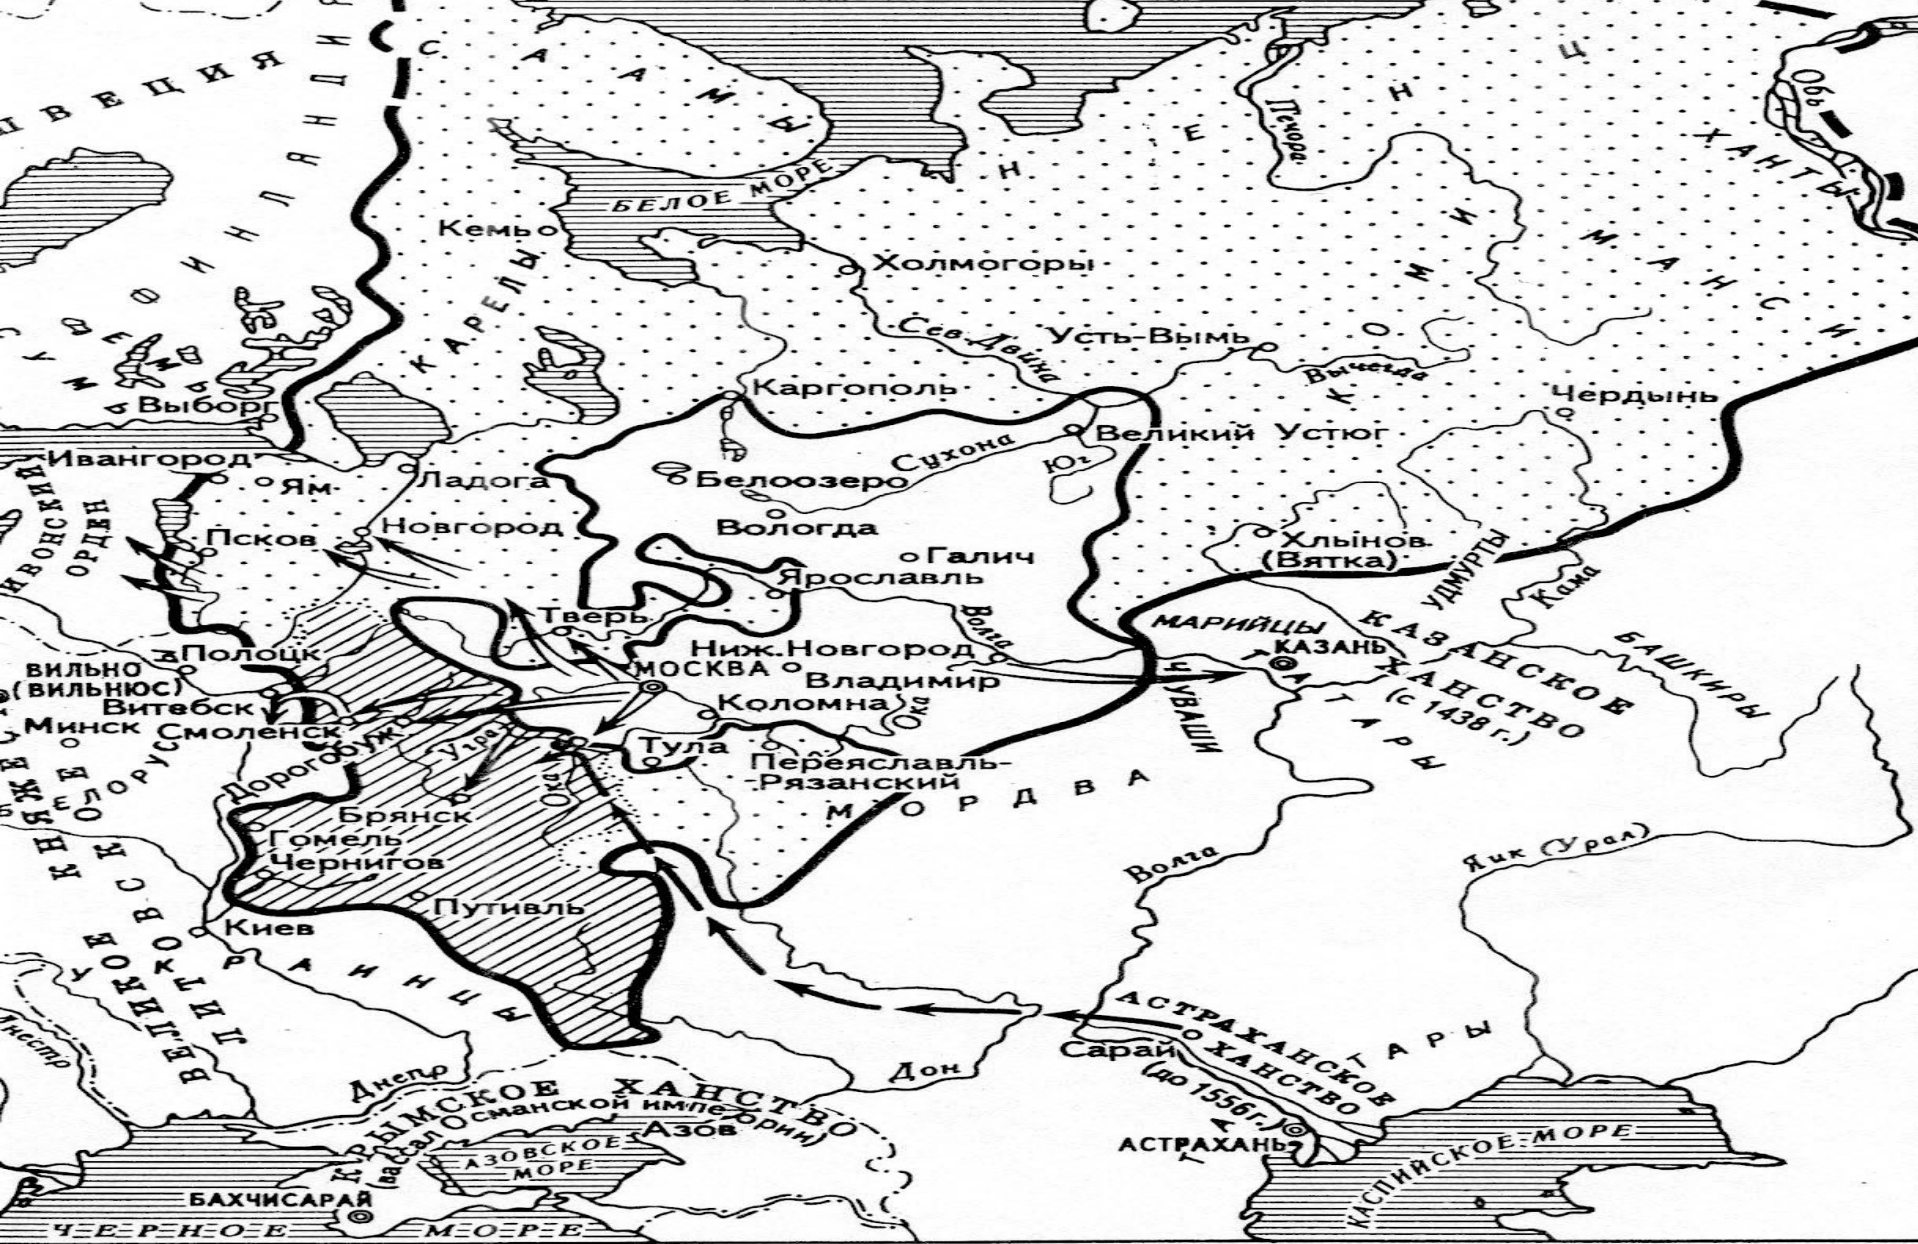 ШВЕЦИЯ
ФИНЛЯНДИЯ
СААМЫ
НЕНЦЫ
Печора
Обь
ХАНТЫ
МАНСИ
БЕЛОЕ МОРЕ
Кемь
КАРЕЛЫ
Холмогоры
КОМИ
Сев. Двина
Усть-Вымь
Вычегда
Каргополь
Чердынь
Выборг
Великий Устюг
Сухона
Юг
Ивангород
Ям
Ладога
Белоозеро
Вологда
Новгород
Псков
Галич
Хлынов
(Вятка)
УДМУРТЫ
Кама
ЛИВОНСКИЙ
ОРДЕН
Ярославль
Тверь
Волга
МАРИЙЦЫ
КАЗАНЬ
КАЗАНСКОЕ
ХАНСТВО
(с 1438 г.)
БАШКИРЫ
Полоцк
ВИЛЬНО
(ВИЛЬНЮС)
Витебск
Минск
Смоленск
Ниж. Новгород
МОСКВА
Владимир
Коломна
Ока
ЧУВАШИ
ТАТАРЫ
Дорогобуж
Угра
Тула
Переяславль-
-Рязанский
МОРДВА
Ока
Брянск
Гомель
Чернигов
Путивль
Киев
БЕЛОРУСЫ
ВЕЛИКОЕ КНЯЖЕСТВО
ЛИТОВСКОЕ
УКРАИНЦЫ
Волга
Яик (Урал)
Днестр
Днепр
Дон
АСТРАХАНСКОЕ
ХАНСТВО
(до 1556г.)
Сарай
ТАТАРЫ
АСТРАХАНЬ
КРЫМСКОЕ ХАНСТВО
(вассал Османской империи)
Азов
АЗОВСКОЕ
МОРЕ
БАХЧИСАРАЙ
ЧЕРНОЕ МОРЕ
КАСПИЙСКОЕ МОРЕ